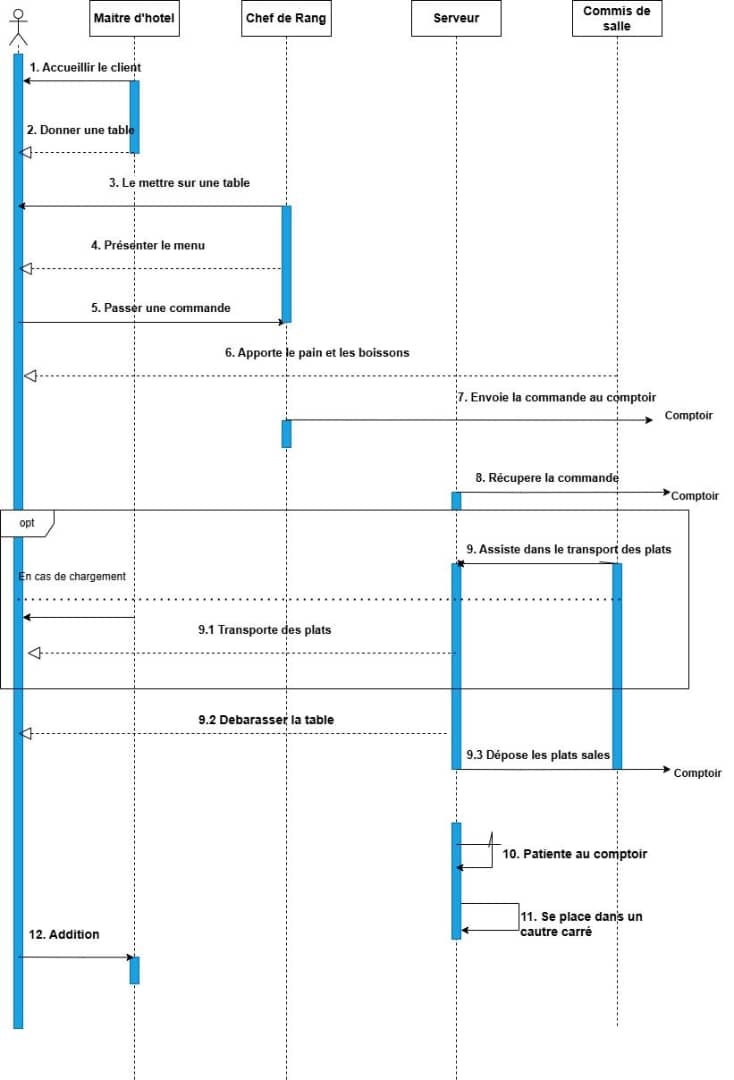 Maitre d'hotel
Chef de Rang
Serveur
Commis de
salle
1. Accueillir le client
2. Donner une table
3. Le mettre sur une table
4. Présenter le menu
5. Passer une commande
6. Apporte le pain et les boissons
7. Envoie la commande au comptoir
Comptoir
8. Récupere la commande
Comptoir
opt
9. Assiste dans le transport des plats
En cas de chargement
9.1 Transporte des plats
9.2 Debarasser la table
9.3 Dépose les plats sales
Comptoir
10. Patiente au comptoir
11. Se place dans un
cautre carré
12. Addition